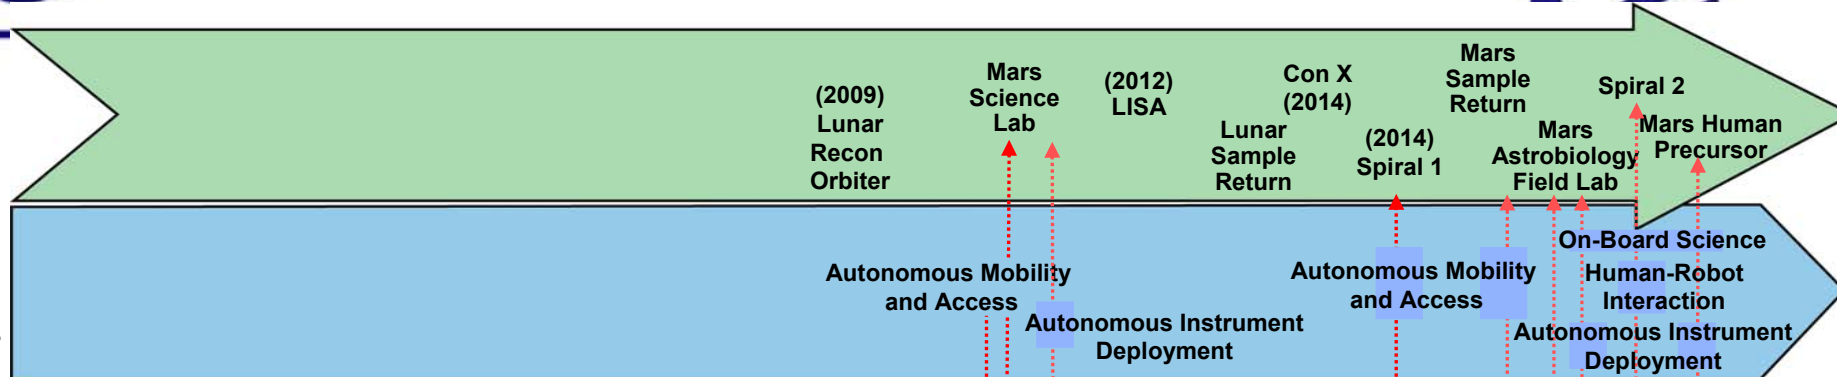 (2009)
Lunar
Recon
Orbiter
Mars
Science
Lab
(2012)
LISA
Lunar
Sample
Return
Con X
(2014)
(2014)
Spiral 1
Mars
Sample
Return
Mars
Astrobiology
Field Lab
Spiral 2
Mars Human
Precursor
Autonomous Mobility
and Access
Autonomous Instrument
Deployment
Autonomous Mobility
and Access
On-Board Science
Human-Robot
Interaction
Autonomous Instrument
Deployment